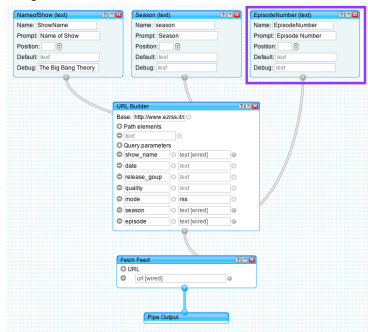 NameofShow (text)
Name: ShowName
Prompt: Name of Show
Position:
Default: text
Debug: The Big Bang Theory
Season (text)
Name: season
Prompt: Season
Position:
Default: text
Debug: text
EpisodeNumber (text)
Name: EpisodeNumber
Prompt: Episode Number
Position:
Default: text
Debug: text
URL Builder
Base: http://www.ezrss.it/
Path elements
text
Query parameters
show_name text [wired]
date text
release_goup text
quality text
mode rss
season text [wired]
episode text [wired]
Fetch Feed
URL
url [wired]
Pipe Output